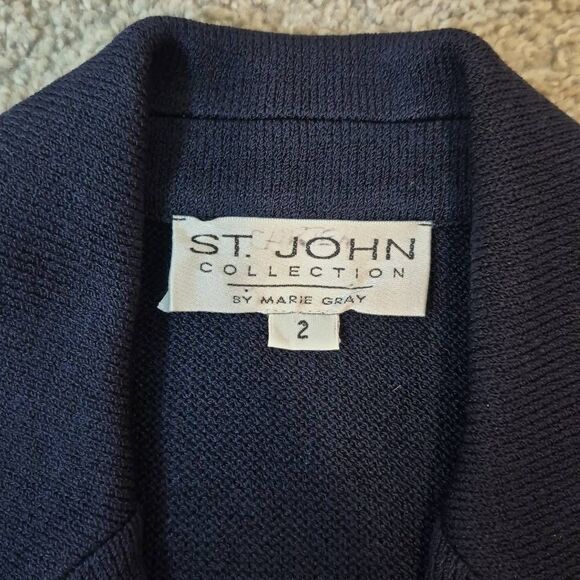 ST. JOHN
COLLECTION
BY MARIE GRAY
2